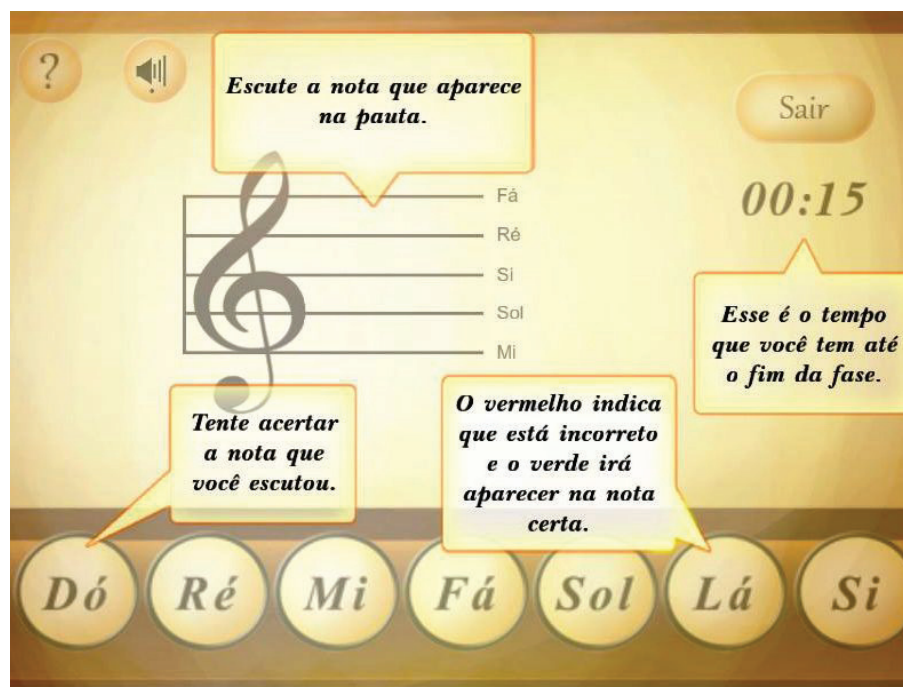 ?
Escute a nota que aparece
na pauta.
Sair
00:15
Fá
Ré
Si
Sol
Mi
Esse é o tempo
que você tem até
o fim da fase.
Tente acertar
a nota que
você escutou.
O vermelho indica
que está incorreto
e o verde irá
aparecer na nota
certa.
Dó Ré Mi Fá Sol Lá Si